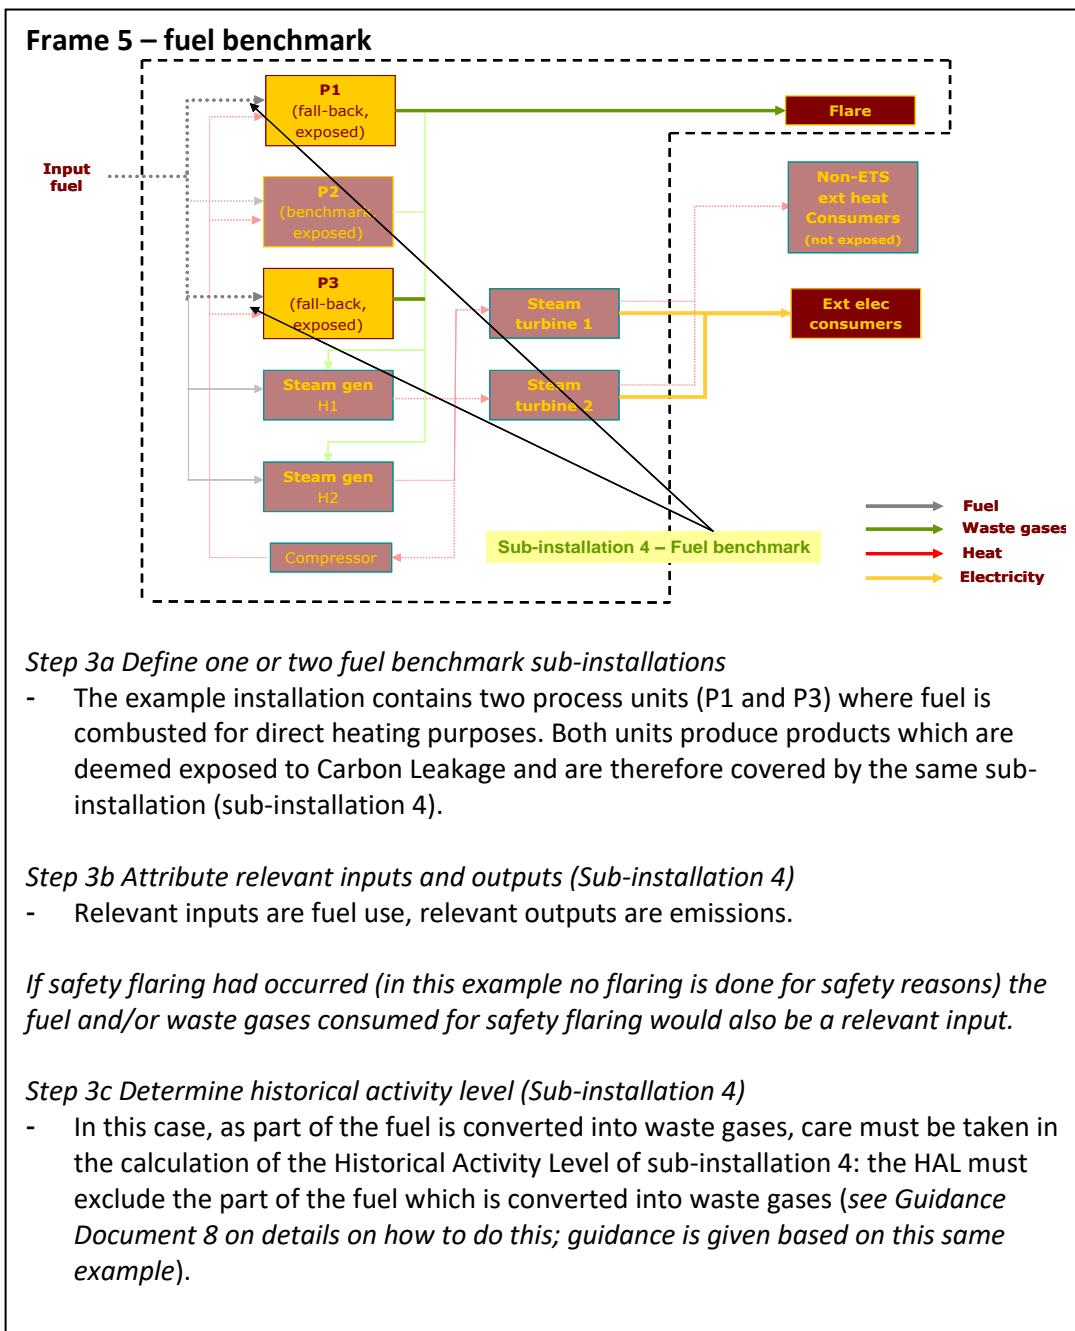 Frame 5 – fuel benchmark
P1
(fall-back,
exposed)
Flare
Input
fuel
P2
(benchmark,
exposed)
Non-ETS
ext heat
Consumers
(not exposed)
P3
(fall-back,
exposed)
Steam
turbine 1
Ext elec
consumers
Steam gen
H1
Steam
turbine 2
Steam gen
H2
Compressor
Sub-installation 4 – Fuel benchmark
Fuel
Waste gases
Heat
Electricity
Step 3a Define one or two fuel benchmark sub-installations
- The example installation contains two process units (P1 and P3) where fuel is
combusted for direct heating purposes. Both units produce products which are
deemed exposed to Carbon Leakage and are therefore covered by the same sub-
installation (sub-installation 4).
Step 3b Attribute relevant inputs and outputs (Sub-installation 4)
- Relevant inputs are fuel use, relevant outputs are emissions.
If safety flaring had occurred (in this example no flaring is done for safety reasons) the
fuel and/or waste gases consumed for safety flaring would also be a relevant input.
Step 3c Determine historical activity level (Sub-installation 4)
- In this case, as part of the fuel is converted into waste gases, care must be taken in
the calculation of the Historical Activity Level of sub-installation 4: the HAL must
exclude the part of the fuel which is converted into waste gases (see Guidance
Document 8 on details on how to do this; guidance is given based on this same
example).